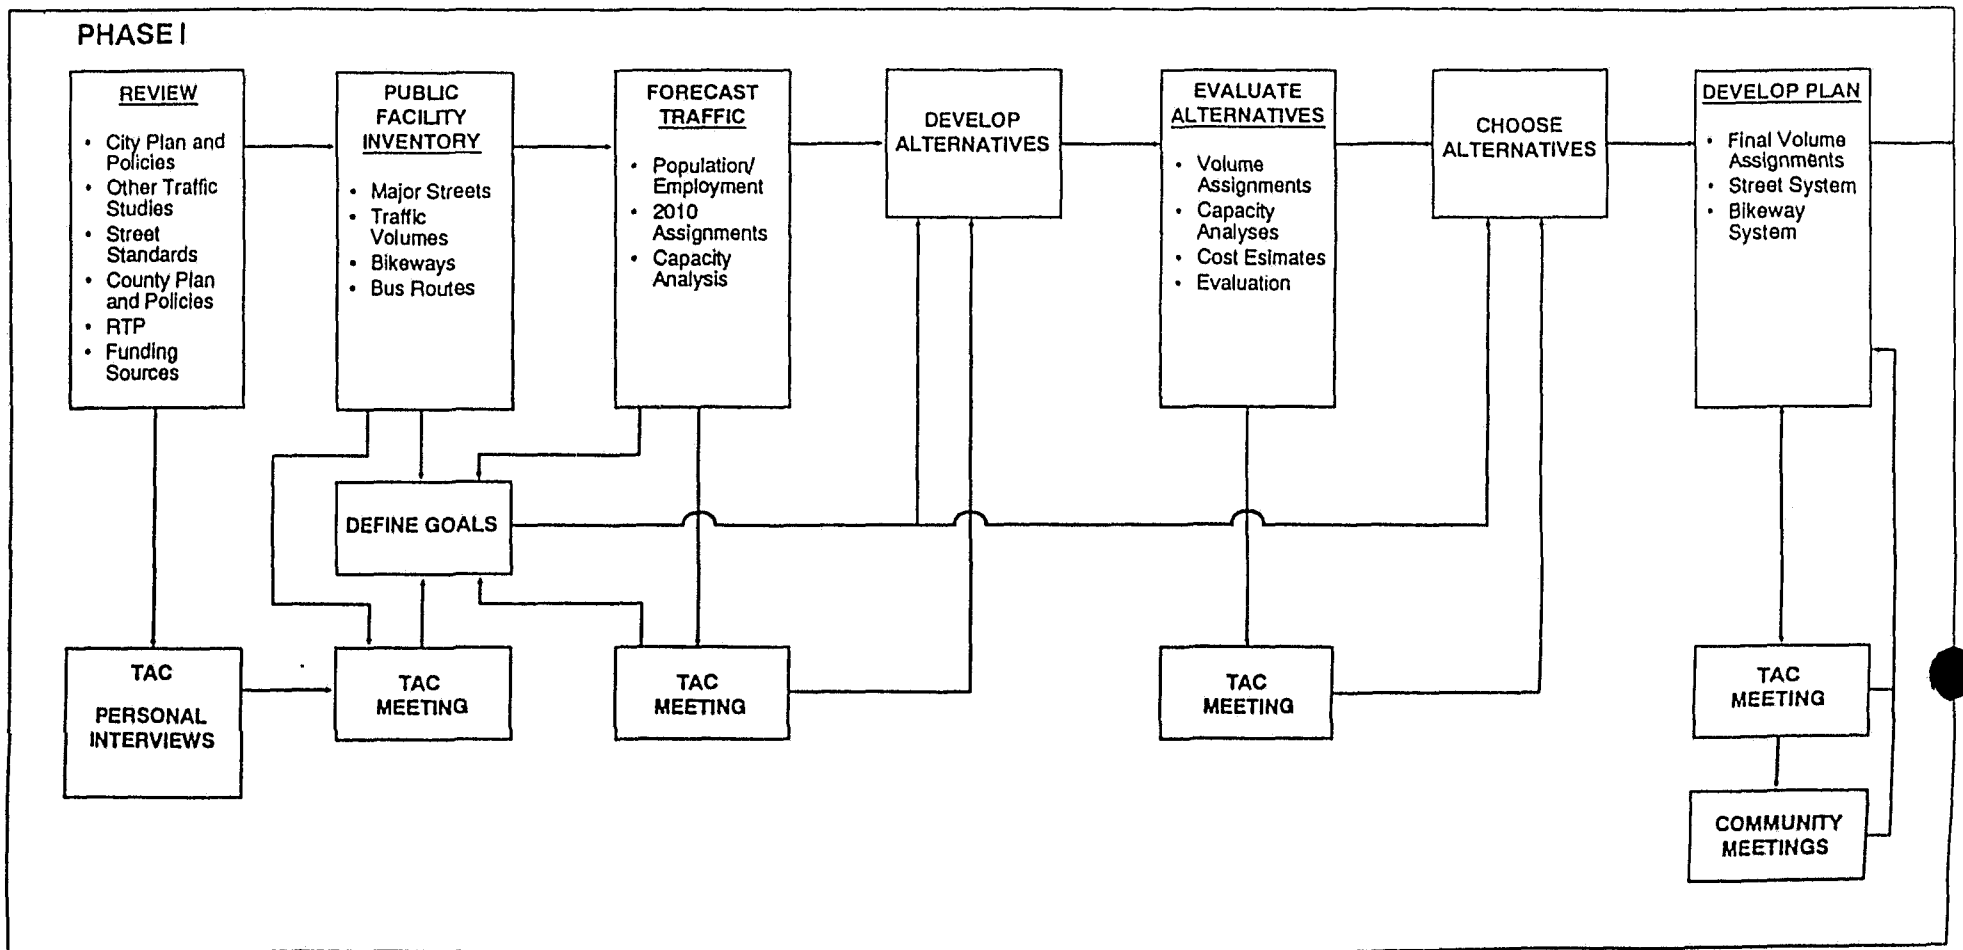 PHASE I
REVIEW
• City Plan and
Policies
• Other Traffic
Studies
• Street
Standards
• County Plan
and Policies
• RTP
• Funding
Sources
PUBLIC
FACILITY
INVENTORY
• Major Streets
• Traffic
Volumes
• Bikeways
• Bus Routes
FORECAST
TRAFFIC
• Population/
Employment
• 2010
Assignments
• Capacity
Analysis
DEVELOP
ALTERNATIVES
EVALUATE
ALTERNATIVES
• Volume
Assignments
• Capacity
Analyses
• Cost Esimates
• Evaluation
CHOOSE
ALTERNATIVES
DEVELOP PLAN
• Final Volume
Assignments
• Street System
• Bikeway
System
DEFINE GOALS
TAC
PERSONAL
INTERVIEWS
TAC
MEETING
TAC
MEETING
TAC
MEETING
TAC
MEETING
COMMUNITY
MEETINGS